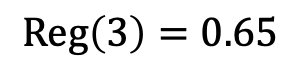 Reg(3) = 0.65